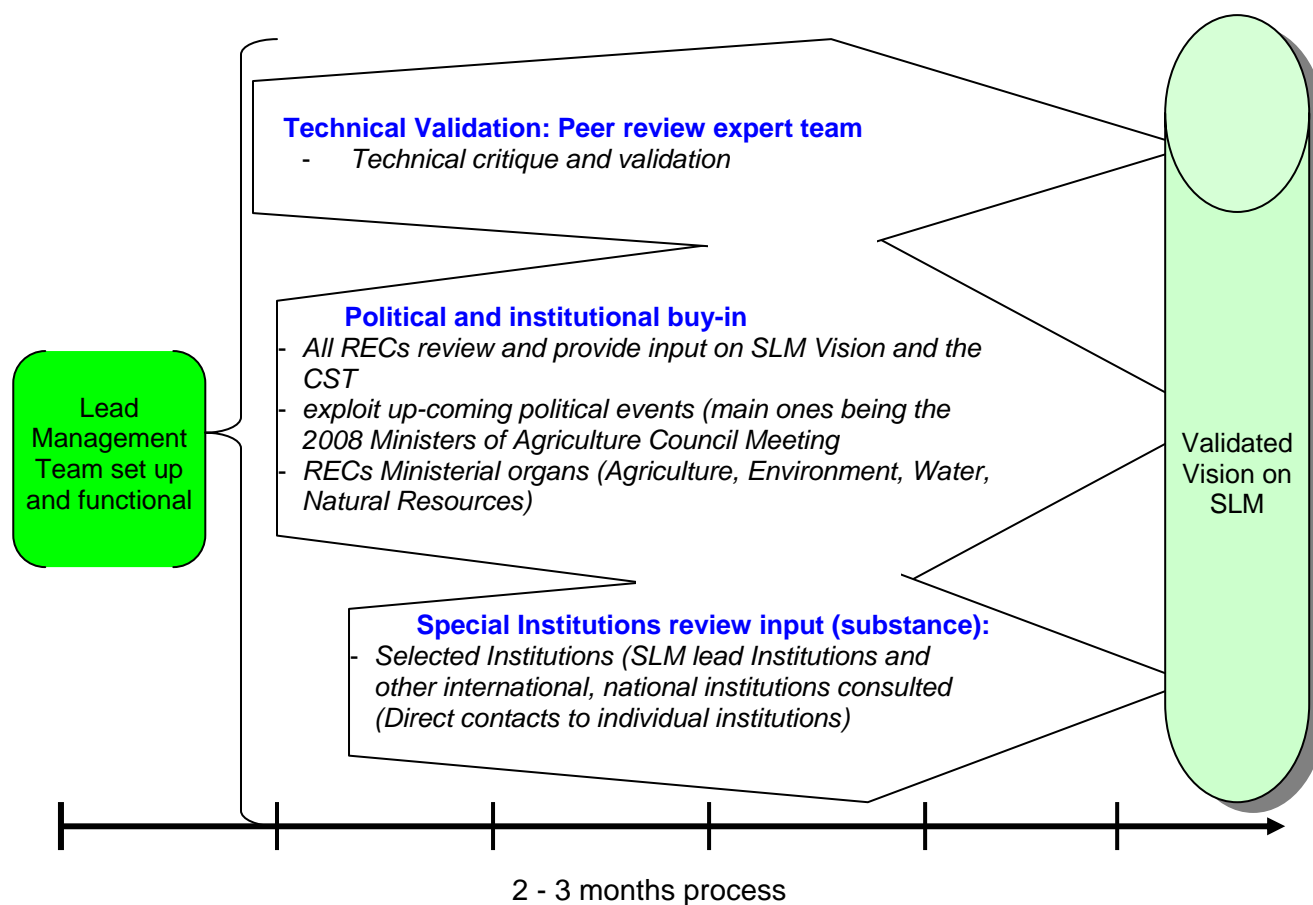 Technical Validation: Peer review expert team
- Technical critique and validation
Political and institutional buy-in
- All RECs review and provide input on SLM Vision and the
CST
- exploit up-coming political events (main ones being the
2008 Ministers of Agriculture Council Meeting
- RECs Ministerial organs (Agriculture, Environment, Water,
Natural Resources)
Special Institutions review input (substance):
- Selected Institutions (SLM lead Institutions and
other international, national institutions consulted
(Direct contacts to individual institutions)
Lead
Management
Team set up
and functional
Validated
Vision on
SLM
2 - 3 months process